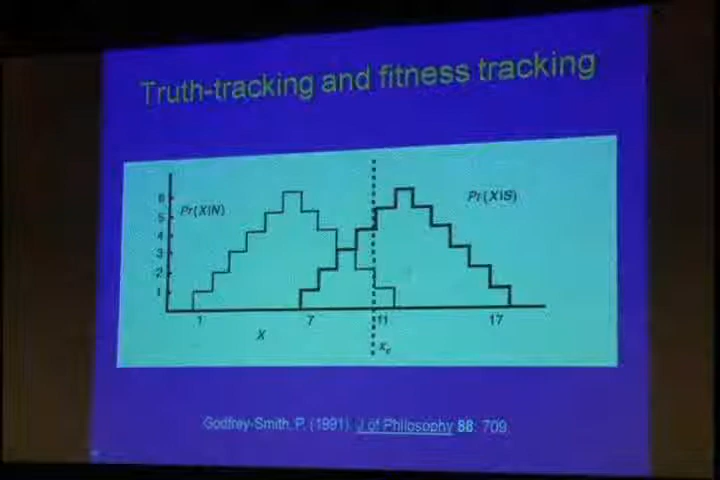 Truth-tracking and fitness tracking
Pr(X|N)
Pr(X|S)
6
5
4
3
2
1
1
7
11
17
X
Xc
Godfrey-Smith, P. (1991). J of Philosophy 88: 709.